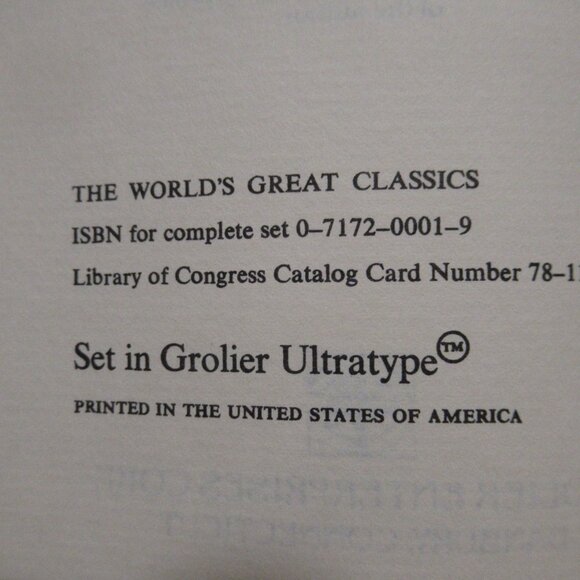 THE WORLD'S GREAT CLASSICS
ISBN for complete set 0-7172-0001-9
Library of Congress Catalog Card Number 78-11
Set in Grolier Ultratype™
PRINTED IN THE UNITED STATES OF AMERICA